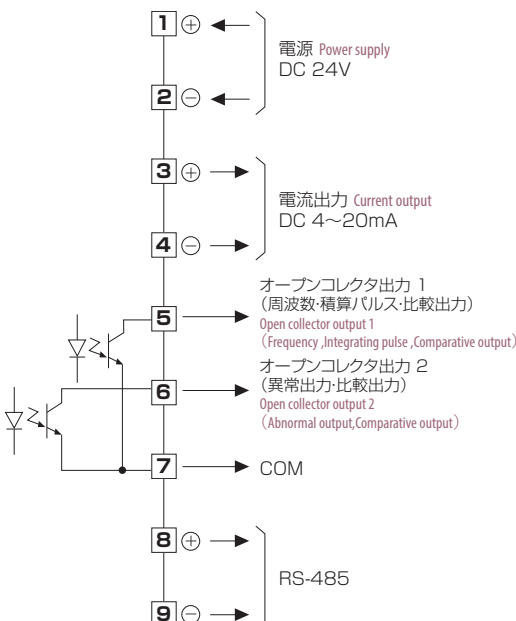 1 ⊕
電源 Power supply
DC 24V
2 ⊖
3 ⊕
電流出力 Current output
DC 4〜20mA
4 ⊖
オープンコレクタ出力 1
(周波数・積算パルス・比較出力)
5
Open collector output 1
(Frequency ,Integrating pulse ,Comparative output)
オープンコレクタ出力 2
(異常出力・比較出力)
6
Open collector output 2
(Abnormal output,Comparative output)
7 COM
8 ⊕
RS-485
9 ⊖